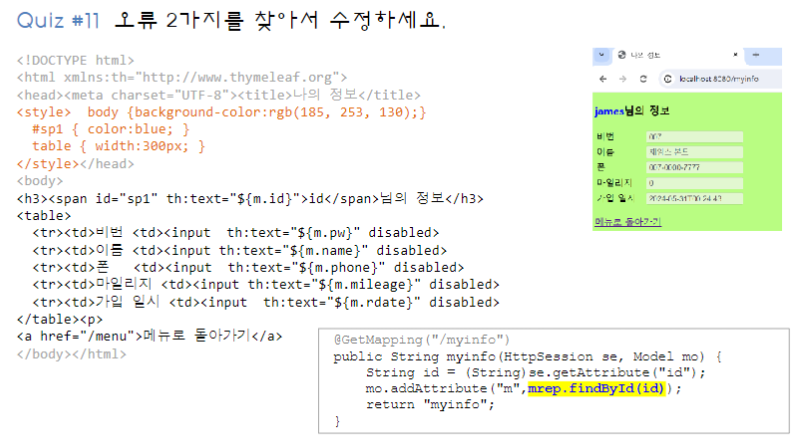 Quiz #11 오류 2가지를 찾아서 수정하세요.
<!DOCTYPE html>
<html xmlns:th="http://www.thymeleaf.org">
<head><meta charset="UTF-8"><title>나의 정보</title>
<style>  body {background-color:rgb(185, 253, 130);}
  #sp1 { color:blue; }
  table { width:300px; }
</style></head>
<body>
<h3><span id="sp1" th:text="${m.id}">id</span>님의 정보</h3>
<table>
  <tr><td>비번 <td><input  th:text="${m.pw}" disabled>
  <tr><td>이름 <td><input th:text="${m.name}" disabled>
  <tr><td>폰   <td><input  th:text="${m.phone}" disabled>
  <tr><td>마일리지 <td><input th:text="${m.mileage}" disabled>
  <tr><td>가입 일시 <td><input  th:text="${m.rdate}" disabled>
</table><p>
<a href="/menu">메뉴로 돌아가기</a>
</body></html>
나의 정보
localhost:8080/myinfo
james님의 정보
비번 007
이름 제임스 본드
폰 007-0000-7777
마일리지 0
가입 일시
메뉴로 돌아가기
@GetMapping("/myinfo")
public String myinfo(HttpSession se, Model mo) {
    String id = (String)se.getAttribute("id");
    mo.addAttribute("m",mrep.findById(id));
    return "myinfo";
}